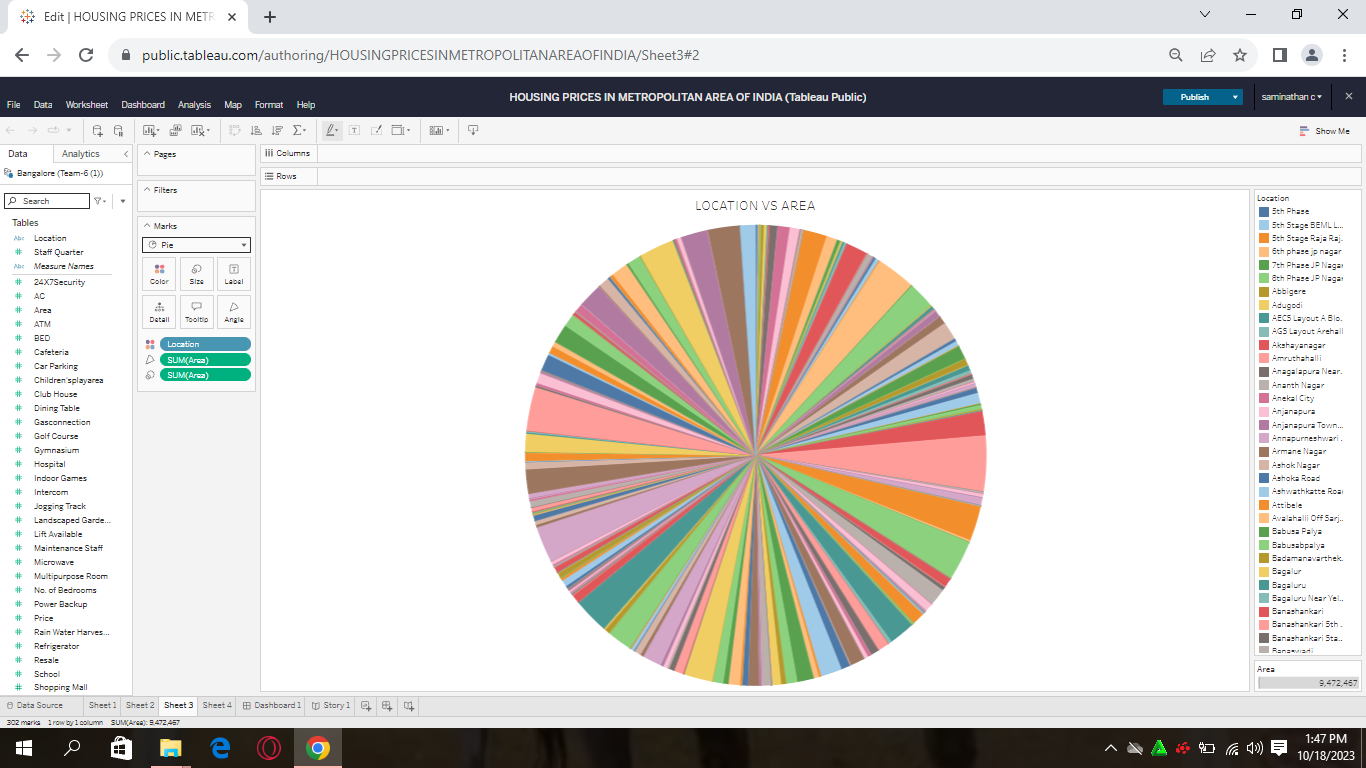 Edit | HOUSING PRICES IN METR
public.tableau.com/authoring/HOUSINGPRICESINMETROPOLITANAREAOFINDIA/Sheet3#2
HOUSING PRICES IN METROPOLITAN AREA OF INDIA (Tableau Public)
Publish
saminathan c
File Data Worksheet Dashboard Analysis Map Format Help
Show Me
Data Analytics
Bangalore (Team-6 (1))
Search
Tables
Abc Location
Staff Quarter
Abc Measure Names
24X7Security
AC
Area
ATM
BED
Cafeteria
Car Parking
Children'splayarea
Club House
Dining Table
Gasconnection
Golf Course
Gymnasium
Hospital
Indoor Games
Intercom
Jogging Track
Landscaped Garde...
Lift Available
Maintenance Staff
Microwave
Multipurpose Room
No. of Bedrooms
Power Backup
Price
Rain Water Harves...
Refrigerator
Resale
School
Shopping Mall
Pages
Filters
Marks
Pie
Color Size Label
Detail Tooltip Angle
Location
SUM(Area)
SUM(Area)
Columns
Rows
LOCATION VS AREA
Location
5th Phase
5th Stage BEML L...
5th Stage Raja Raj..
6th phase jp nagar
7th Phase JP Nagar
8th Phase JP Nagar
Abbigere
Adugodi
AECS Layout A Blo..
AGS Layout Arehall
Akshayanagar
Amruthahalli
Anagalapura Near..
Ananth Nagar
Anekal City
Anjanapura
Anjanapura Town...
Annapurneshwari .
Armane Nagar
Ashok Nagar
Ashoka Road
Ashwathkatte Road
Attibele
Avalahalli Off Sarj..
Babusa Palya
Babusabpalya
Badamanavarthek..
Bagalur
Bagaluru
Bagaluru Near Yel..
Banashankari
Banashankari 5th ..
Banashankari Sta...
Banaswadi
Area
9,472,467
Data Source Sheet 1 Sheet 2 Sheet 3 Sheet 4 Dashboard 1 Story 1
302 marks 1 row by 1 column SUM(Area): 9,472,467
1:47 PM
10/18/2023